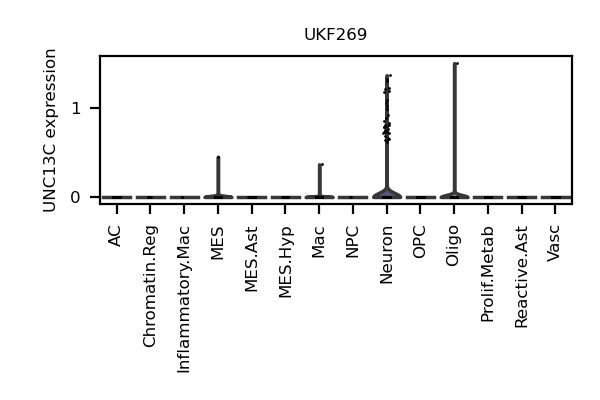 UKF269
UNC13C expression
1
0
AC
Chromatin.Reg
Inflammatory.Mac
MES
MES.Ast
MES.Hyp
Mac
NPC
Neuron
OPC
Oligo
Prolif.Metab
Reactive.Ast
Vasc